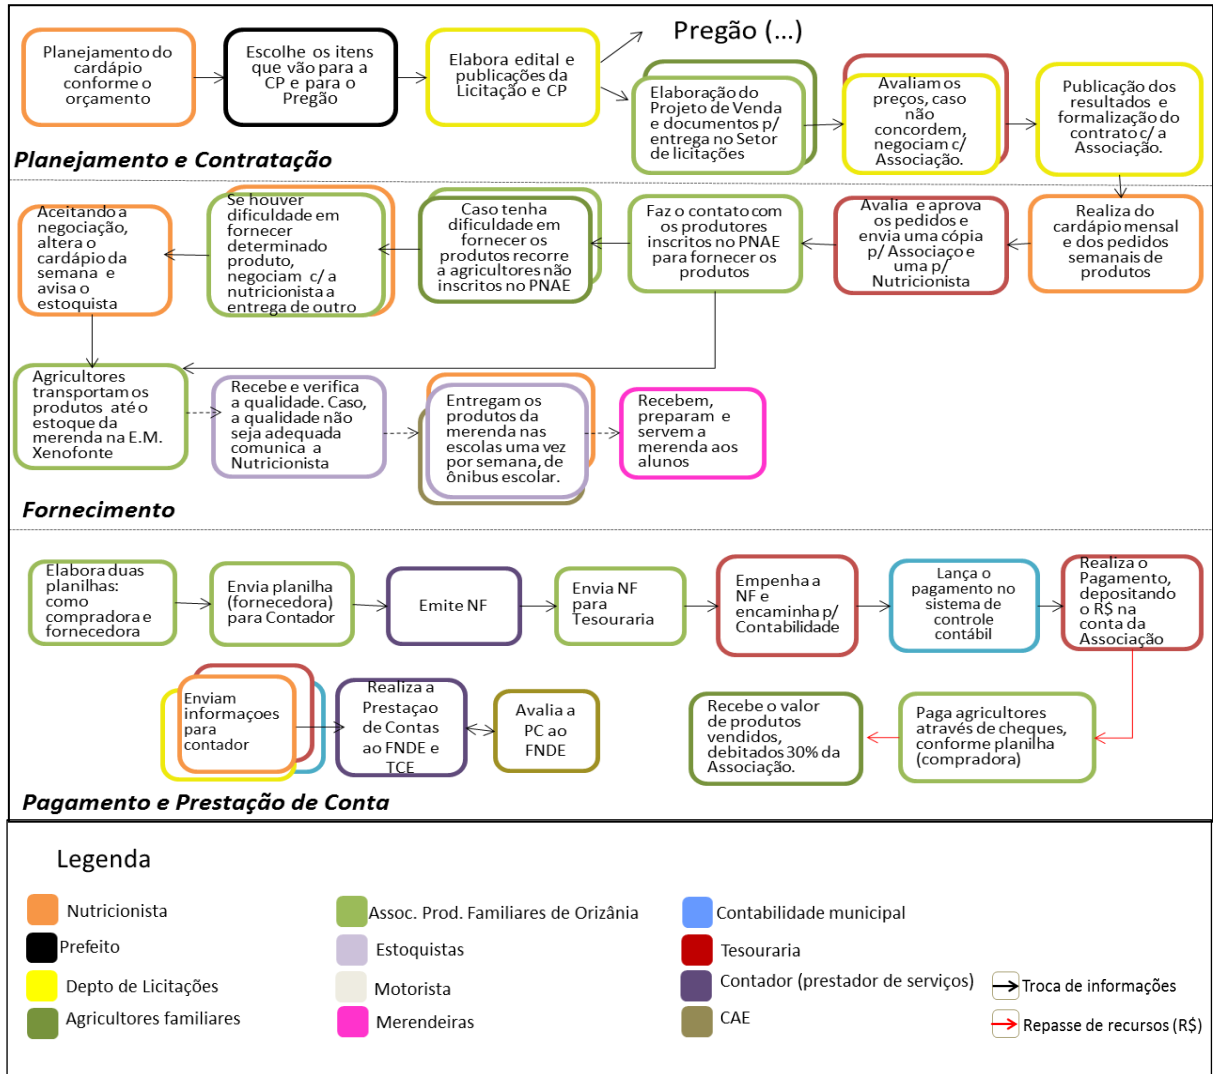 Planejamento do
cardápio
conforme o
orçamento
Escolhe os itens
que vão para a
CP e para o
Pregão
Elabora edital e
publicações da
Licitação e CP
Pregão (...)
Elaboração do
Projeto de Venda
e documentos p/
entrega no Setor
de licitações
Avaliam os
preços, caso
não
concordem,
negociam c/
Associação.
Publicação dos
resultados e
formalização do
contrato c/ a
Associação.
Planejamento e Contratação
Aceitando a
negociação,
altera o
cardápio da
semana e
avisa o
estoquista
Se houver
dificuldade em
fornecer
determinado
produto,
negociam c/ a
nutricionista a
entrega de outro
Caso tenha
dificuldade em
fornecer os
produtos recorre
a agricultores não
inscritos no PNAE
Faz o contato com
os produtores
inscritos no PNAE
para fornecer os
produtos
Avalia e aprova
os pedidos e
envia uma cópia
p/ Associaço e
uma p/
Nutricionista
Realiza do
cardápio mensal
e dos pedidos
semanais de
produtos
Agricultores
transportam os
produtos até o
estoque da
merenda na E.M.
Xenofonte
Recebe e verifica
a qualidade. Caso,
a qualidade não
seja adequada
comunica a
Nutricionista
Entregam os
produtos da
merenda nas
escolas uma vez
por semana, de
ônibus escolar.
Recebem,
preparam e
servem a
merenda aos
alunos
Fornecimento
Elabora duas
planilhas:
como
compradora e
fornecedora
Envia planilha
(fornecedora)
para Contador
Emite NF
Envia NF
para
Tesouraria
Empenha a
NF e
encaminha p/
Contabilidade
Lança o
pagamento no
sistema de
controle
contábil
Realiza o
Pagamento,
depositando
o R$ na
conta da
Associação
Enviam
informaçoes
para
contador
Realiza a
Prestaçao
de Contas
ao FNDE e
TCE
Avalia a
PC ao
FNDE
Recebe o valor
de produtos
vendidos,
debitados 30% da
Associação.
Paga agricultores
através de cheques,
conforme planilha
(compradora)
Pagamento e Prestação de Conta
Legenda
Nutricionista
Prefeito
Depto de Licitações
Agricultores familiares
Assoc. Prod. Familiares de Orizânia
Estoquistas
Motorista
Merendeiras
Contabilidade municipal
Tesouraria
Contador (prestador de serviços)
CAE
Troca de informações
Repasse de recursos (R$)